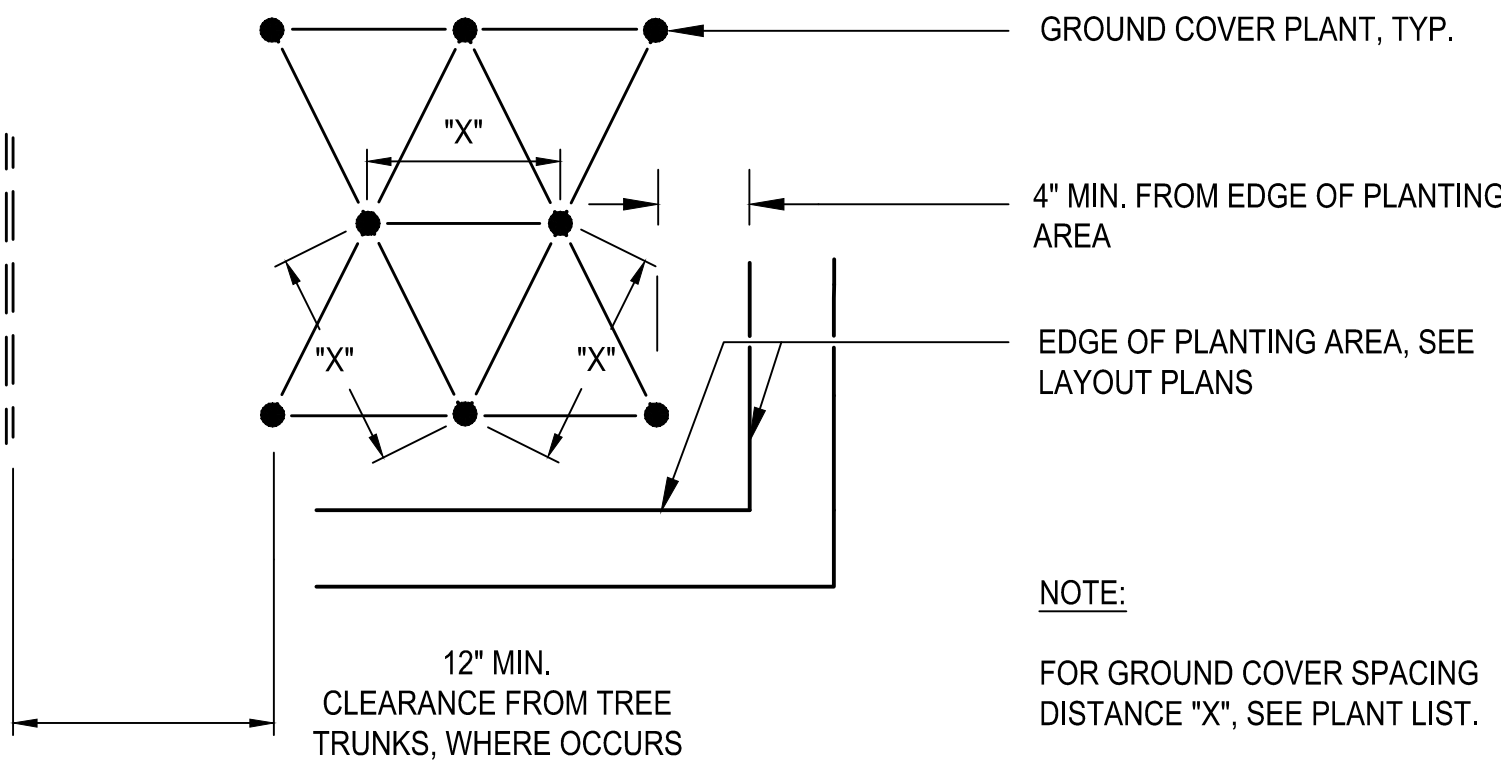 GROUND COVER PLANT, TYP.
"X"
4" MIN. FROM EDGE OF PLANTING
AREA
"X"
"X"
EDGE OF PLANTING AREA, SEE
LAYOUT PLANS
NOTE:
FOR GROUND COVER SPACING
DISTANCE "X", SEE PLANT LIST.
12" MIN.
CLEARANCE FROM TREE
TRUNKS, WHERE OCCURS